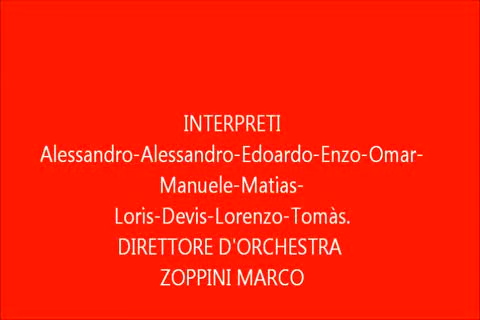 INTERPRETI
Alessandro-Alessandro-Edoardo-Enzo-Omar-
Manuele-Matias-
Loris-Devis-Lorenzo-Tomàs.
DIRETTORE D'ORCHESTRA
ZOPPINI MARCO